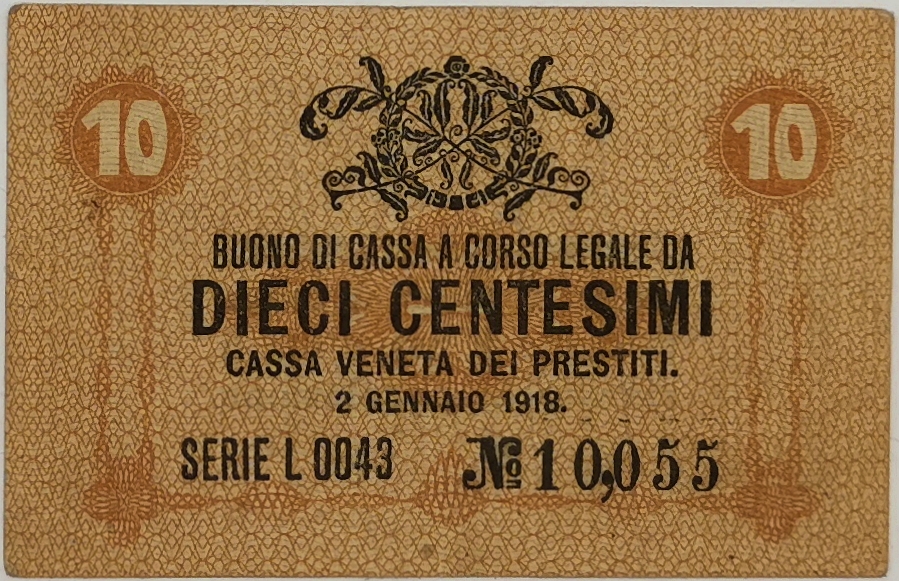 10 10
BUONO DI CASSA A CORSO LEGALE DA
DIECI CENTESIMI
CASSA VENETA DEI PRESTITI.
2 GENNAIO 1918.
SERIE L 0043 No 10,055